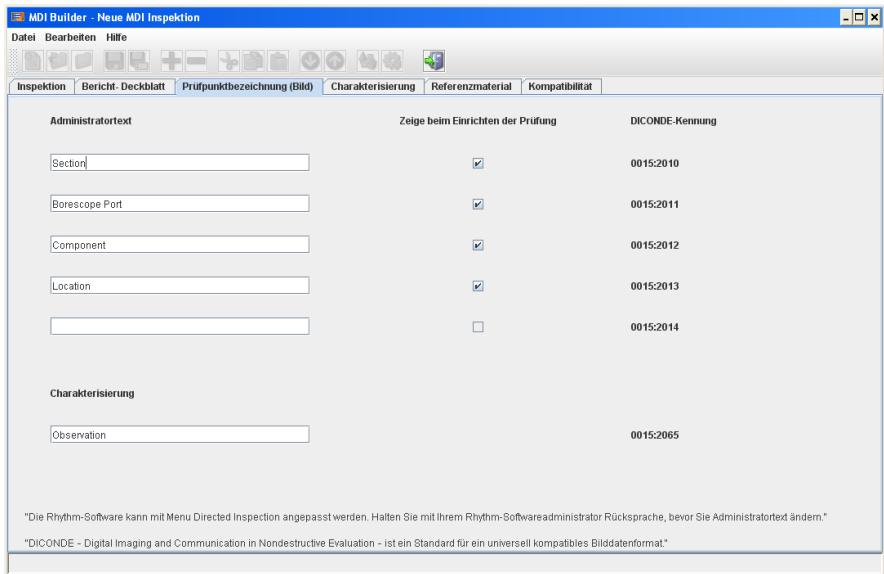 MDI Builder - Neue MDI Inspektion
Datei Bearbeiten Hilfe
Inspektion Bericht- Deckblatt Prüfpunktbezeichnung (Bild) Charakterisierung Referenzmaterial Kompatibilität
Administratortext Zeige beim Einrichten der Prüfung DICONDE-Kennung
Section 0015:2010
Borescope Port 0015:2011
Component 0015:2012
Location 0015:2013
0015:2014
Charakterisierung
Observation 0015:2065
"Die Rhythm-Software kann mit Menu Directed Inspection angepasst werden. Halten Sie mit Ihrem Rhythm-Softwareadministrator Rücksprache, bevor Sie Administratortext ändern."
"DICONDE - Digital Imaging and Communication in Nondestructive Evaluation - ist ein Standard für ein universell kompatibles Bilddatenformat."